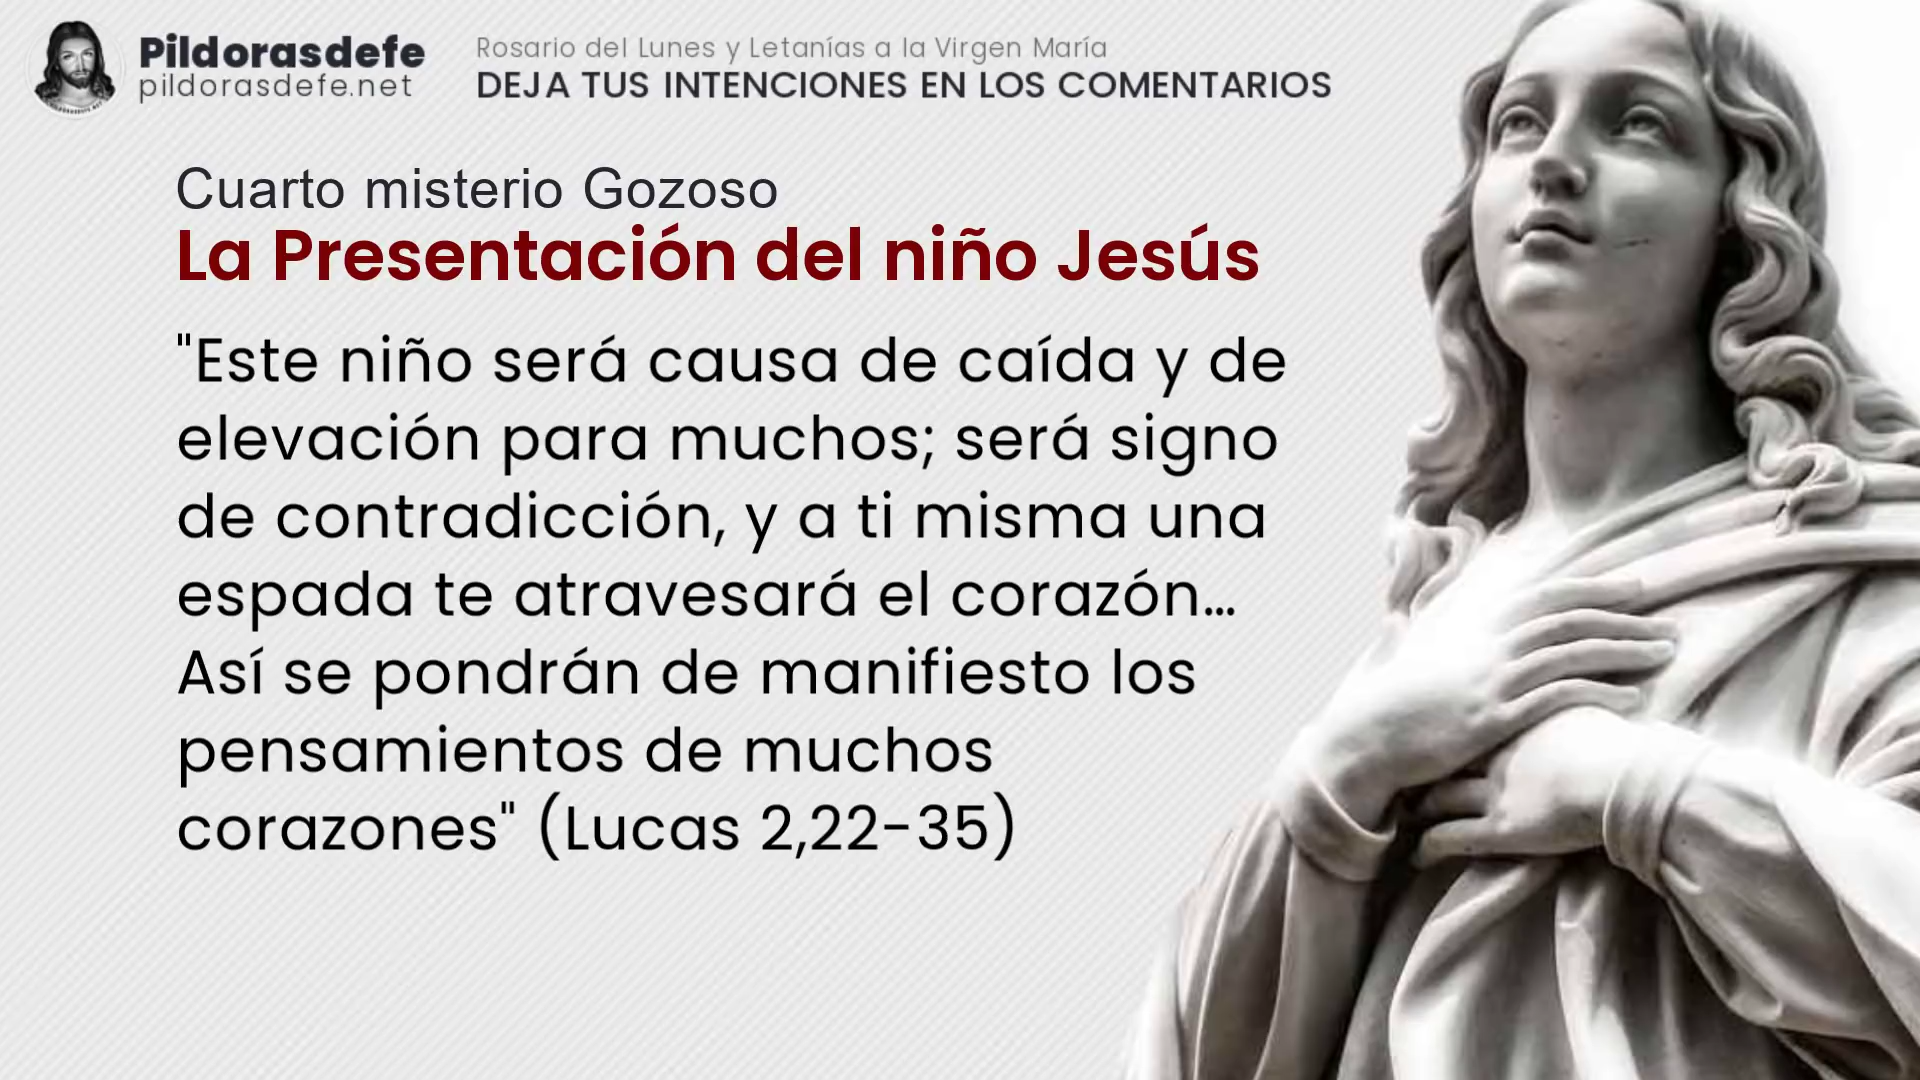 Pildorasdefe
pildorasdefe.net
Rosario del Lunes y Letanías a la Virgen María
DEJA TUS INTENCIONES EN LOS COMENTARIOS
Cuarto misterio Gozoso
La Presentación del niño Jesús
"Este niño será causa de caída y de
elevación para muchos; será signo
de contradicción, y a ti misma una
espada te atravesará el corazón…
Así se pondrán de manifiesto los
pensamientos de muchos
corazones" (Lucas 2,22-35)